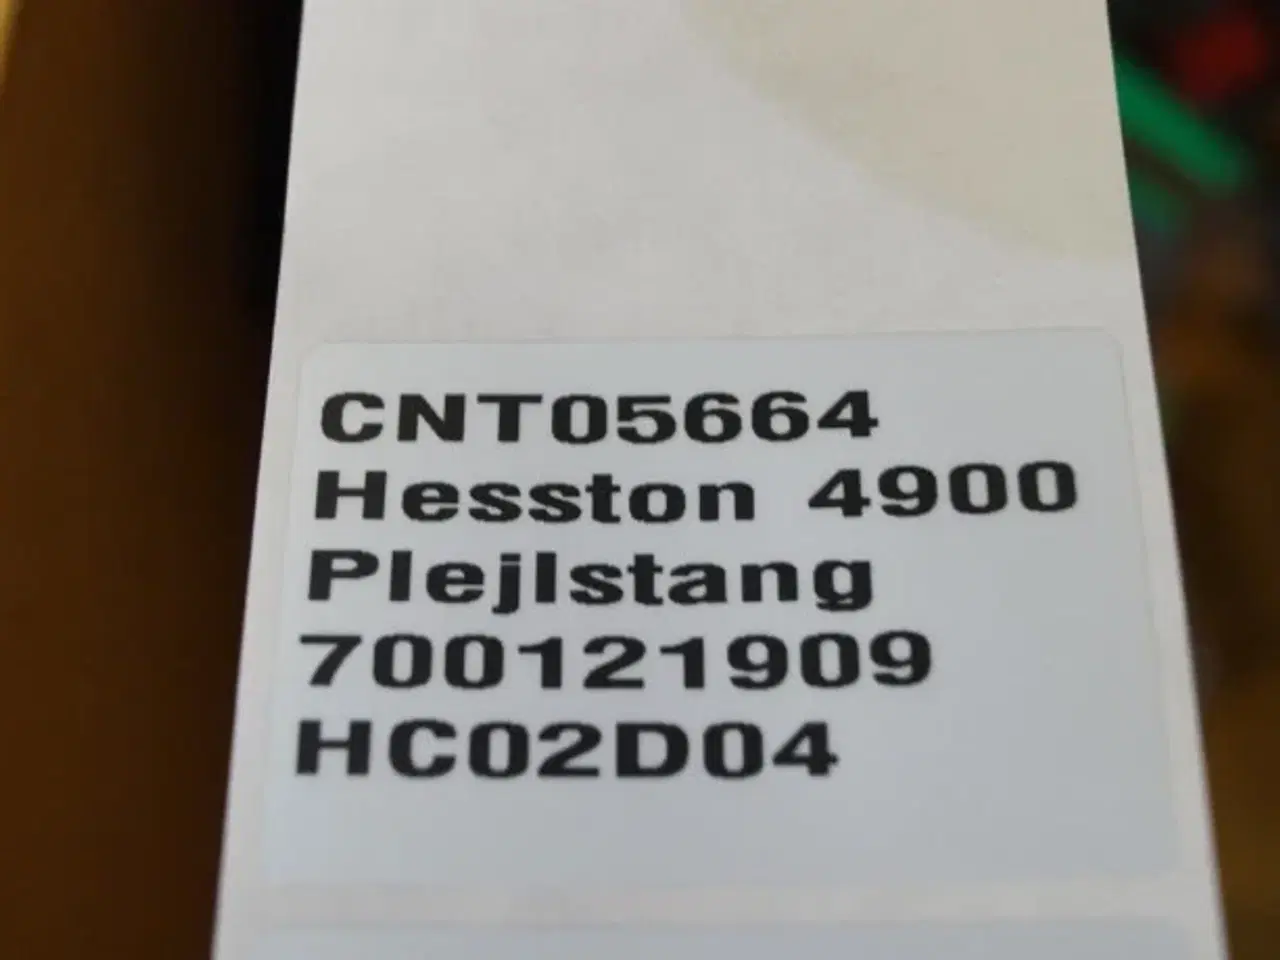 CNT05664
Hesston 4900
Plejlstang
700121909
HC02D04